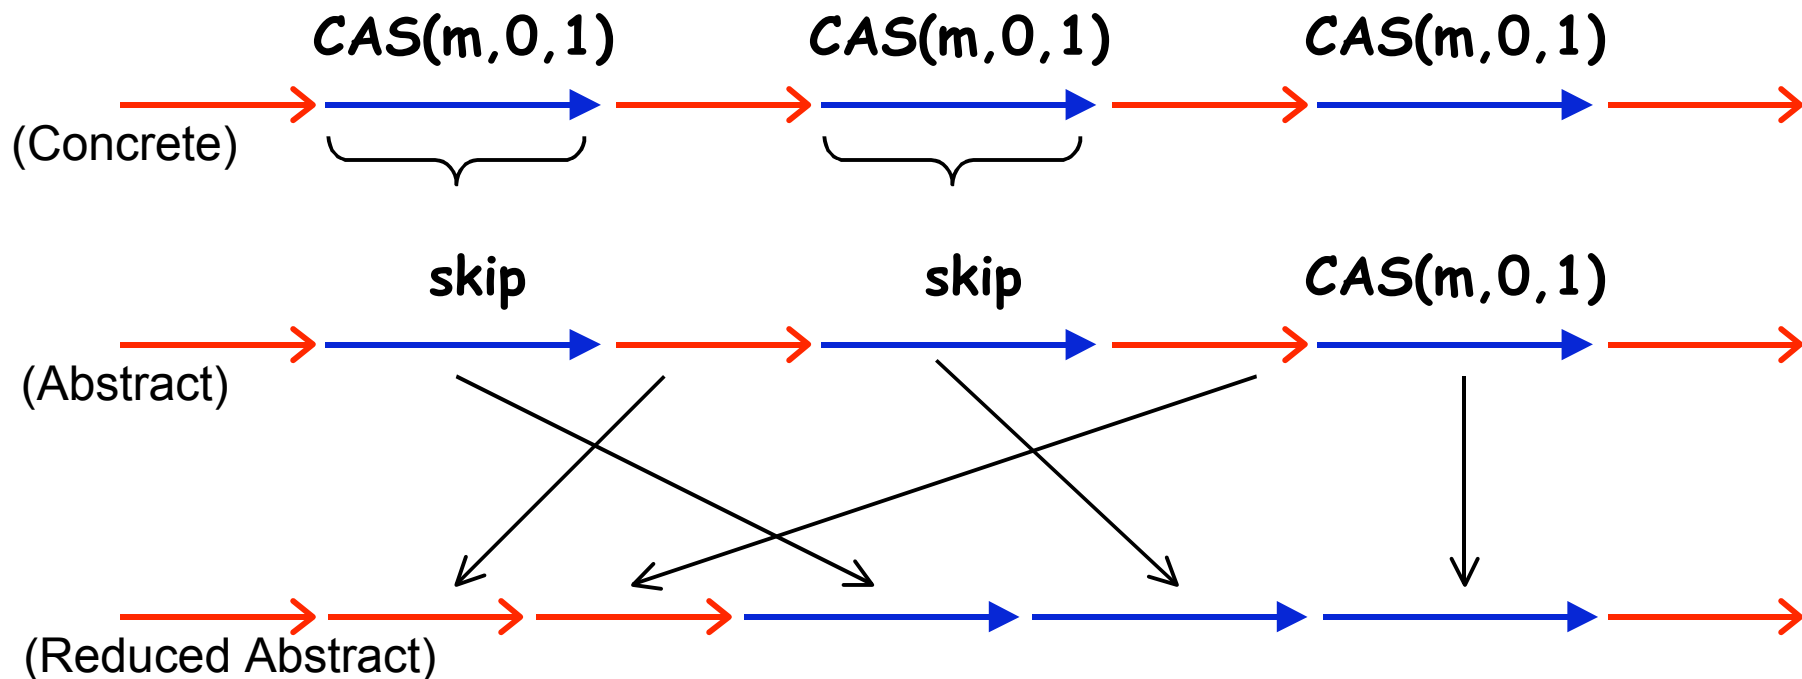 CAS(m,0,1) CAS(m,0,1) CAS(m,0,1)
(Concrete)
skip skip CAS(m,0,1)
(Abstract)
(Reduced Abstract)